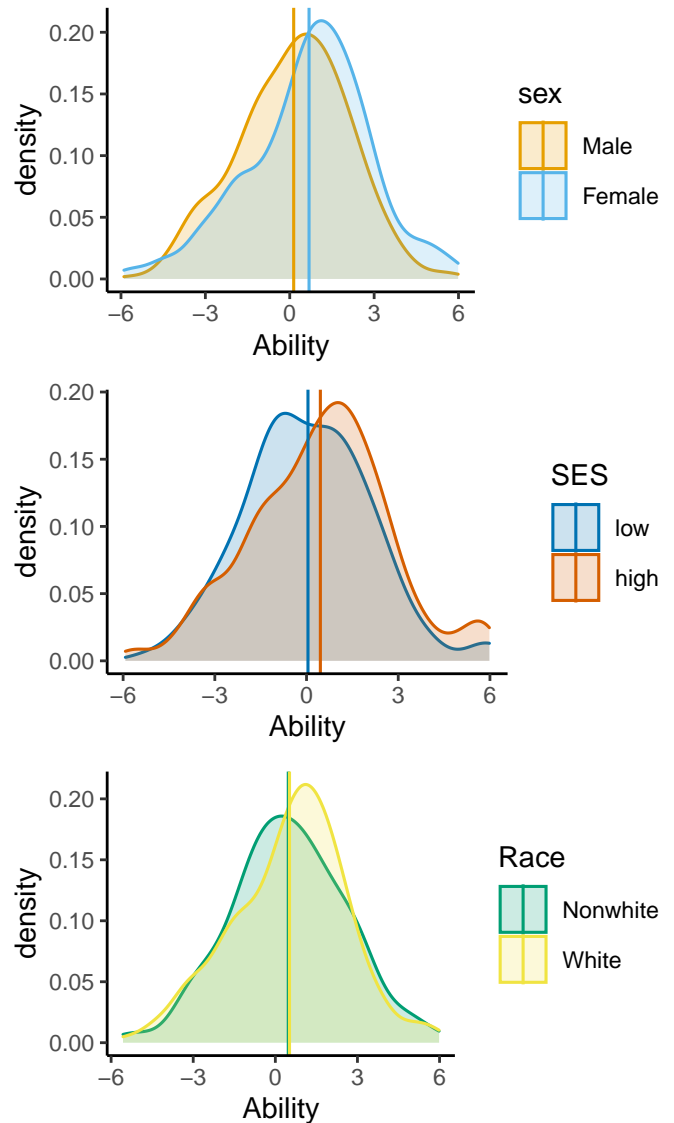 0.20
0.15
0.10
0.05
0.00
density
−6 −3 0 3 6
Ability
sex
Male
Female
0.20
0.15
0.10
0.05
0.00
density
−6 −3 0 3 6
Ability
SES
low
high
0.20
0.15
0.10
0.05
0.00
density
−6 −3 0 3 6
Ability
Race
Nonwhite
White